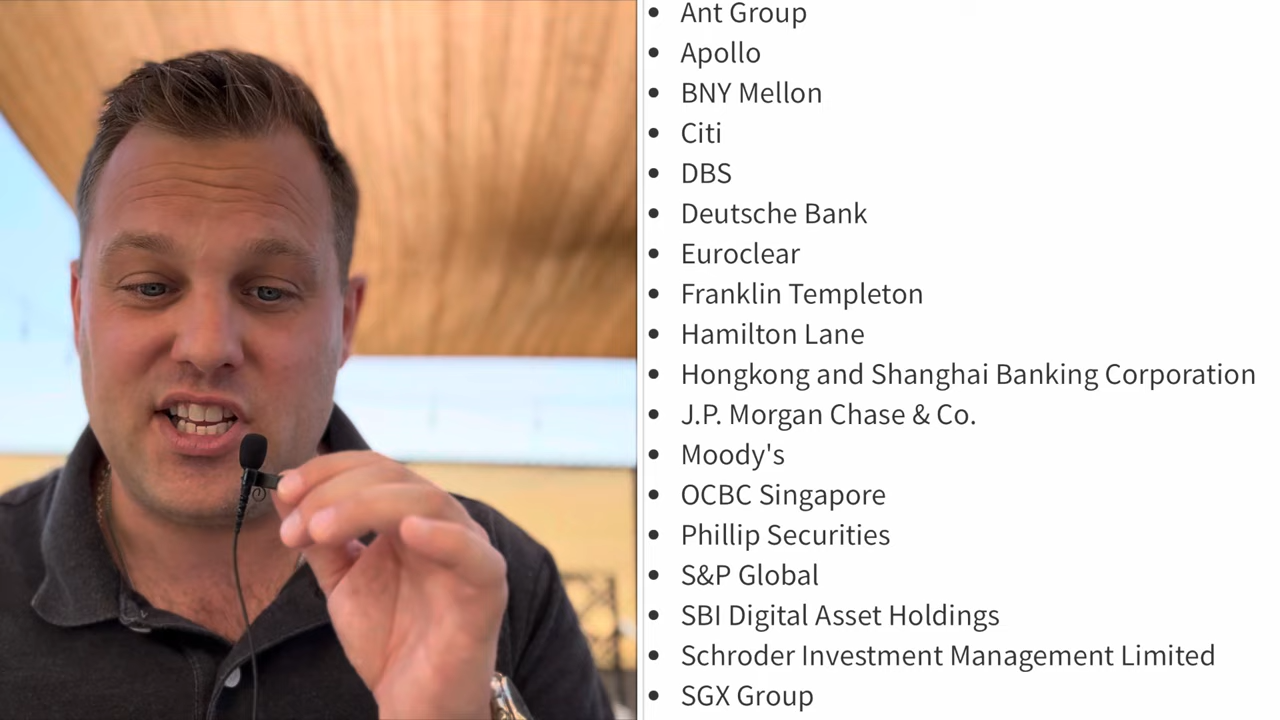 • Ant Group
• Apollo
• BNY Mellon
• Citi
• DBS
• Deutsche Bank
• Euroclear
• Franklin Templeton
• Hamilton Lane
• Hongkong and Shanghai Banking Corporation
• J.P. Morgan Chase & Co.
• Moody's
• OCBC Singapore
• Phillip Securities
• S&P Global
• SBI Digital Asset Holdings
• Schroder Investment Management Limited
• SGX Group